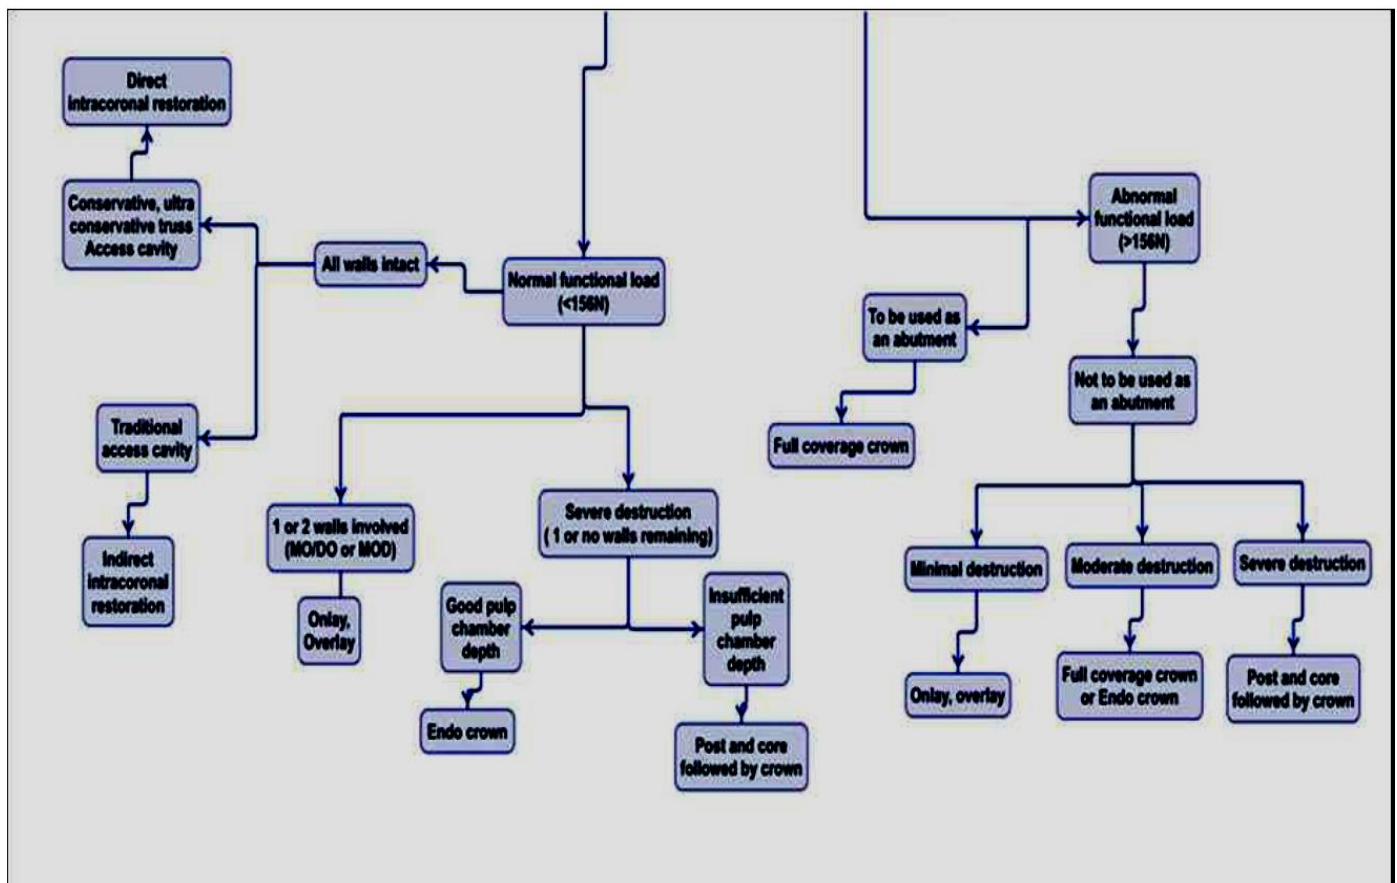 Direct
intracoronal restoration
Conservative, ultra
conservative truss
Access cavity
All walls intact
Normal functional load
(<156N)
Traditional
access cavity
Indirect
intracoronal
restoration
1 or 2 walls involved
(MO/DO or MOD)
Onlay,
Overlay
Severe destruction
( 1 or no walls remaining)
Good pulp
chamber
depth
Insufficient
pulp
chamber
depth
Endo crown
Post and core
followed by crown
Abnormal
functional load
(>156N)
To be used as
an abutment
Full coverage crown
Not to be used as
an abutment
Minimal destruction
Moderate destruction
Severe destruction
Onlay, overlay
Full coverage crown
or Endo crown
Post and core
followed by crown